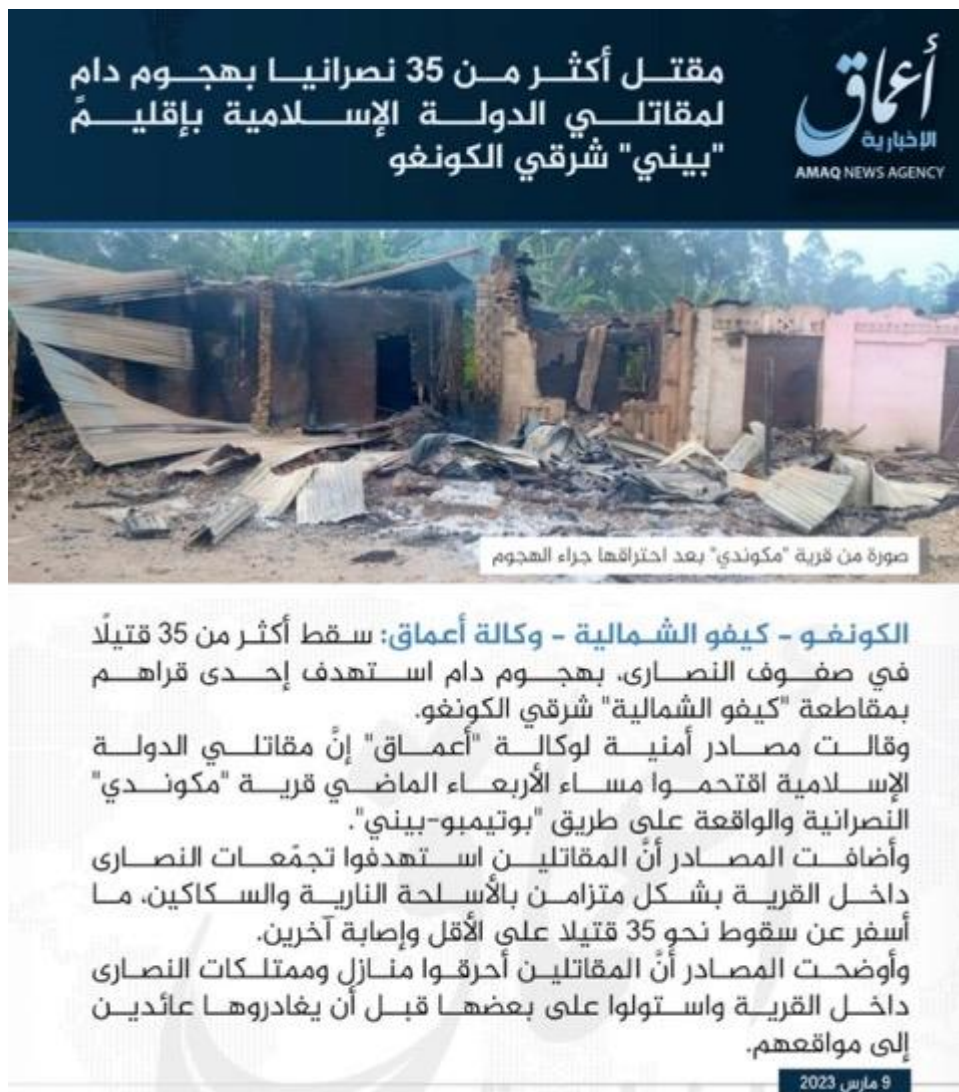 مقتل أكثر من 35 نصرانيا بهجوم دام
لمقاتلي الدولة الإسلامية بإقليمً
"بيني" شرقي الكونغو
أعماق
الإخبارية
AMAQ NEWS AGENCY
صورة من قرية "مكوندي" بعد احتراقها جراء الهجوم
الكونغو - كيفو الشمالية - وكالة أعماق: سقط أكثر من 35 قتيلًا
في صفوف النصارى، بهجوم دام استهدف إحدى قراهم
بمقاطعة "كيفو الشمالية" شرقي الكونغو.
وقالت مصادر أمنية لوكالة "أعماق" إنَّ مقاتلي الدولة
الإسلامية اقتحموا مساء الأربعاء الماضي قرية "مكوندي"
النصرانية والواقعة على طريق "بوتيمبو-بيني".
وأضافت المصادر أنَّ المقاتلين استهدفوا تجمّعات النصارى
داخل القرية بشكل متزامن بالأسلحة النارية والسكاكين، ما
أسفر عن سقوط نحو 35 قتيلا على الأقل وإصابة آخرين.
وأوضحت المصادر أنَّ المقاتلين أحرقوا منازل وممتلكات النصارى
داخل القرية واستولوا على بعضها قبل أن يغادروها عائدين
إلى مواقعهم.
9 مارس 2023